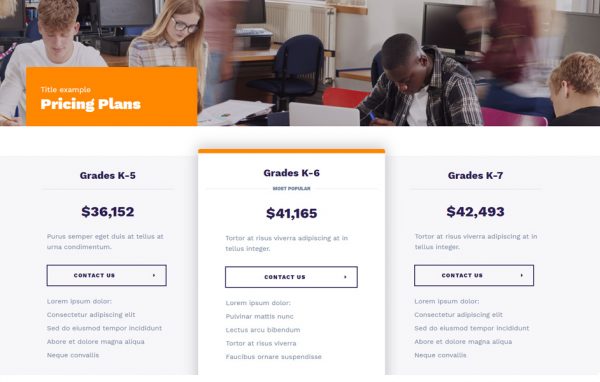 Title example
Pricing Plans
Grades K-5
$36,152
Purus semper eget duis at tellus at
urna condimentum.
CONTACT US
Lorem ipsum dolor:
Consectetur adipiscing elit
Sed do eiusmod tempor incididunt
Abore et dolore magna aliqua
Neque convallis
Grades K-6
MOST POPULAR
$41,165
Tortor at risus viverra adipiscing at in
tellus integer.
CONTACT US
Lorem ipsum dolor:
Pulvinar mattis nunc
Lectus arcu bibendum
Tortor at risus viverra
Faucibus ornare suspendisse
Grades K-7
$42,493
Tortor at risus viverra adipiscing at in
tellus integer.
CONTACT US
Lorem ipsum dolor:
Consectetur adipiscing elit
Sed do eiusmod tempor incididunt
Abore et dolore magna aliqua
Neque convallis